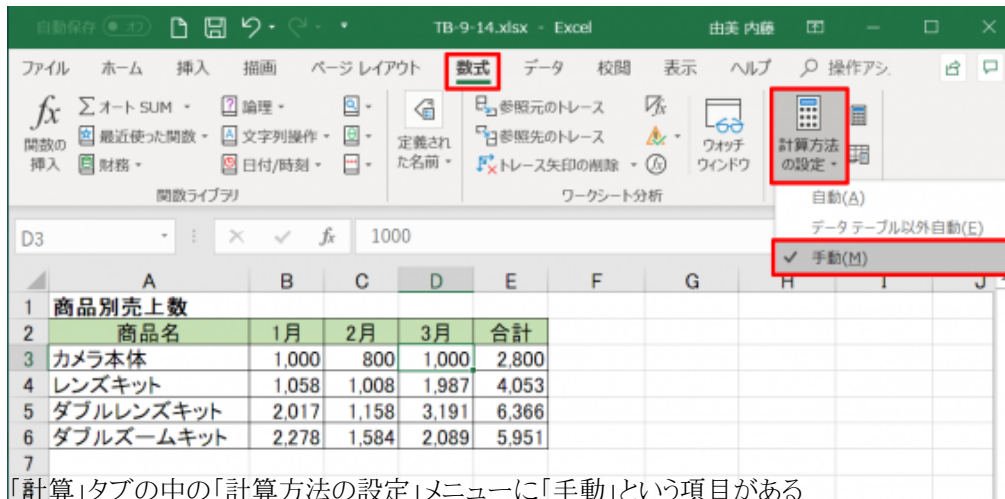 自動保存 オフ TB-9-14.xlsx - Excel 由美 内藤
ファイル ホーム 挿入 描画 ページ レイアウト 数式 データ 校閲 表示 ヘルプ 操作アシ
fx Σオート SUM 論理 参照元のトレース fx
関数の 最近使った関数 文字列操作 定義され 参照先のトレース ウォッチ 計算方法
挿入 財務 日付/時刻 た名前 トレース矢印の削除 ウィンドウ の設定
関数ライブラリ ワークシート分析
自動(A)
データ テーブル以外自動(E)
✓ 手動(M)
D3 fx 1000
A B C D E F G H I J
1 商品別売上数
2 商品名 1月 2月 3月 合計
3 カメラ本体 1,000 800 1,000 2,800
4 レンズキット 1,058 1,008 1,987 4,053
5 ダブルレンズキット 2,017 1,158 3,191 6,366
6 ダブルズームキット 2,278 1,584 2,089 5,951
7
「計算」タブの中の「計算方法の設定」メニューに「手動」という項目がある